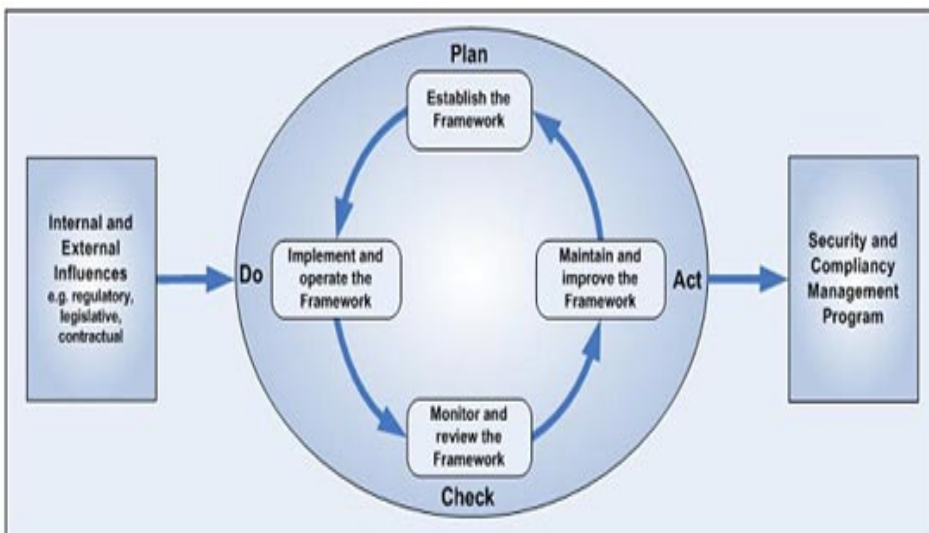 Plan
Establish the
Framework
Internal and
External
Influences
e.g. regulatory,
legislative,
contractual
Do
Implement and
operate the
Framework
Maintain and
improve the
Framework
Act
Security and
Compliancy
Management
Program
Monitor and
review the
Framework
Check